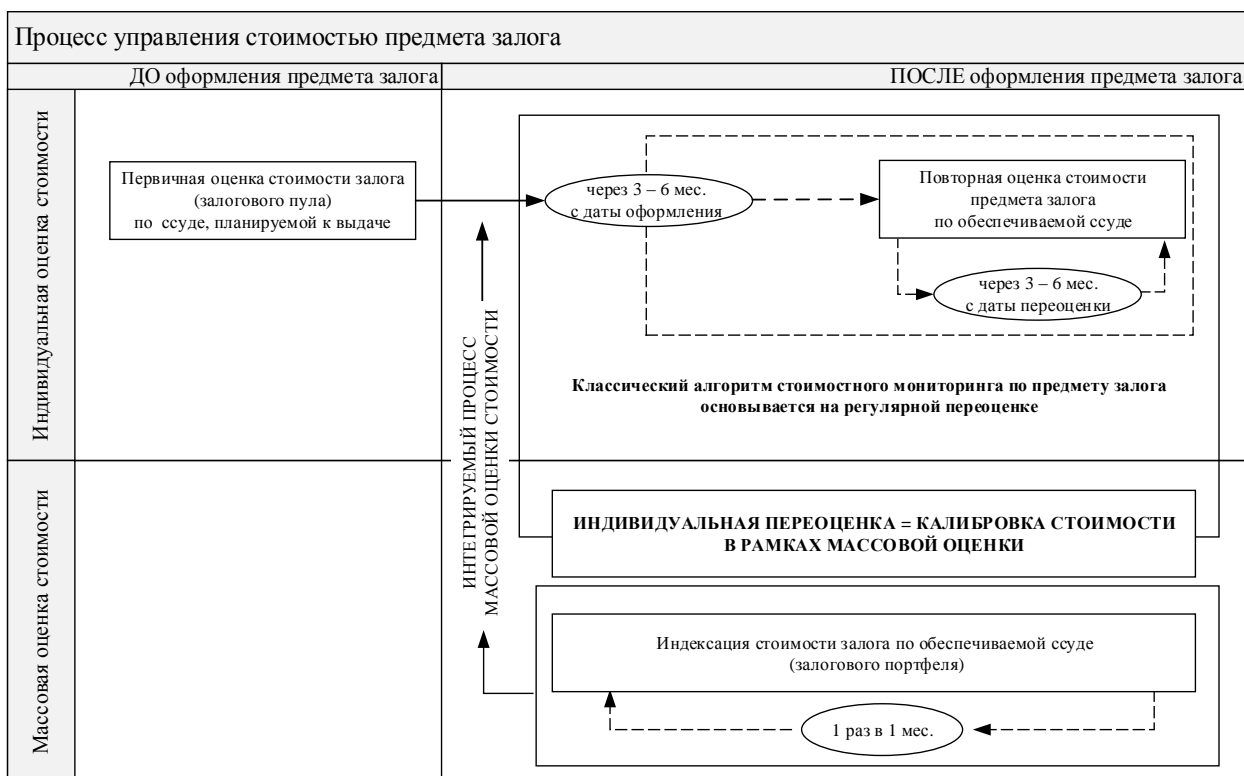 Процесс управления стоимостью предмета залога
ДО оформления предмета залога
ПОСЛЕ оформления предмета залога
Индивидуальная оценка стоимости
Первичная оценка стоимости залога
(залогового пула)
по ссуде, планируемой к выдаче
через 3 – 6 мес.
с даты оформления
Повторная оценка стоимости
предмета залога
по обеспечиваемой ссуде
через 3 – 6 мес.
с даты переоценки
Классический алгоритм стоимостного мониторинга по предмету залога
основывается на регулярной переоценке
ИНТЕГРИРУЕМЫЙ ПРОЦЕСС
МАССОВОЙ ОЦЕНКИ СТОИМОСТИ
Массовая оценка стоимости
ИНДИВИДУАЛЬНАЯ ПЕРЕОЦЕНКА = КАЛИБРОВКА СТОИМОСТИ
В РАМКАХ МАССОВОЙ ОЦЕНКИ
Индексация стоимости залога по обеспечиваемой ссуде
(залогового портфеля)
1 раз в 1 мес.